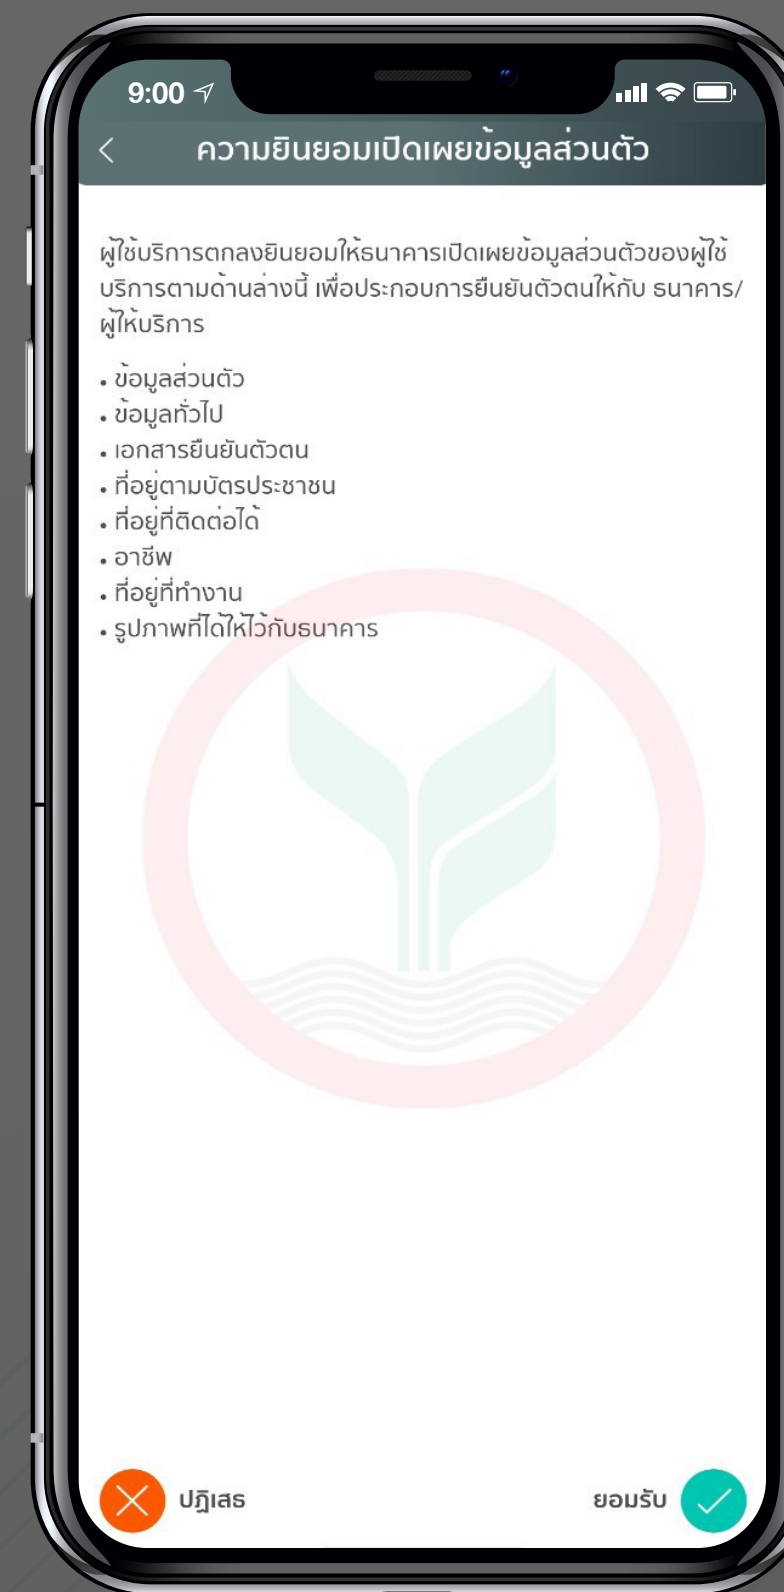 9:00
ความยินยอมเปิดเผยข้อมูลส่วนตัว
ผู้ใช้บริการตกลงยินยอมให้ธนาคารเปิดเผยข้อมูลส่วนตัวของผู้ใช้
บริการตามด้านล่างนี้ เพื่อประกอบการยืนยันตัวตนให้กับ ธนาคาร/
ผู้ให้บริการ
• ข้อมูลส่วนตัว
• ข้อมูลทั่วไป
• เอกสารยืนยันตัวตน
• ที่อยู่ตามบัตรประชาชน
• ที่อยู่ที่ติดต่อได้
• อาชีพ
• ที่อยู่ที่ทำงาน
• รูปภาพที่ได้ให้ไว้กับธนาคาร
ปฏิเสธ ยอมรับ